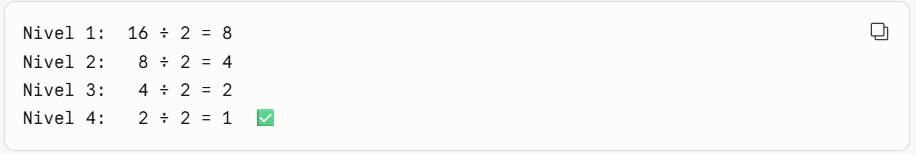 Nivel 1:  16 ÷ 2 = 8
Nivel 2:   8 ÷ 2 = 4
Nivel 3:   4 ÷ 2 = 2
Nivel 4:   2 ÷ 2 = 1  ✅